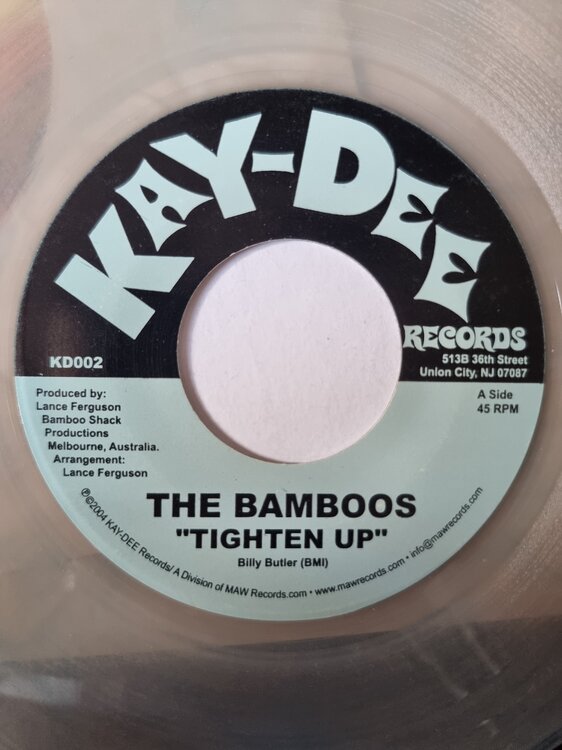 KAY-DEE
RECORDS
513B 36th Street
Union City, NJ 07087
KD002
Produced by:
Lance Ferguson
Bamboo Shack
Productions
Melbourne, Australia.
Arrangement:
Lance Ferguson
A Side
45 RPM
THE BAMBOOS
"TIGHTEN UP"
Billy Butler (BMI)
℗©2004 KAY-DEE Records/ A Division of MAW Records.com • www.mawrecords.com • info@mawrecords.com